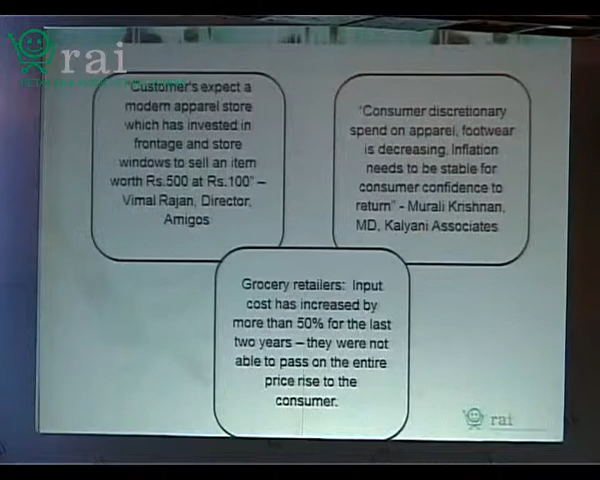 rai
"Customer's expect a
modern apparel store
which has invested in
frontage and store
windows to sell an item
worth Rs.500 at Rs.100" –
Vimal Rajan, Director,
Amigos
"Consumer discretionary
spend on apparel, footwear
is decreasing. Inflation
needs to be stable for
consumer confidence to
return" - Murali Krishnan,
MD, Kalyani Associates
Grocery retailers: Input
cost has increased by
more than 50% for the last
two years – they were not
able to pass on the entire
price rise to the
consumer.
rai